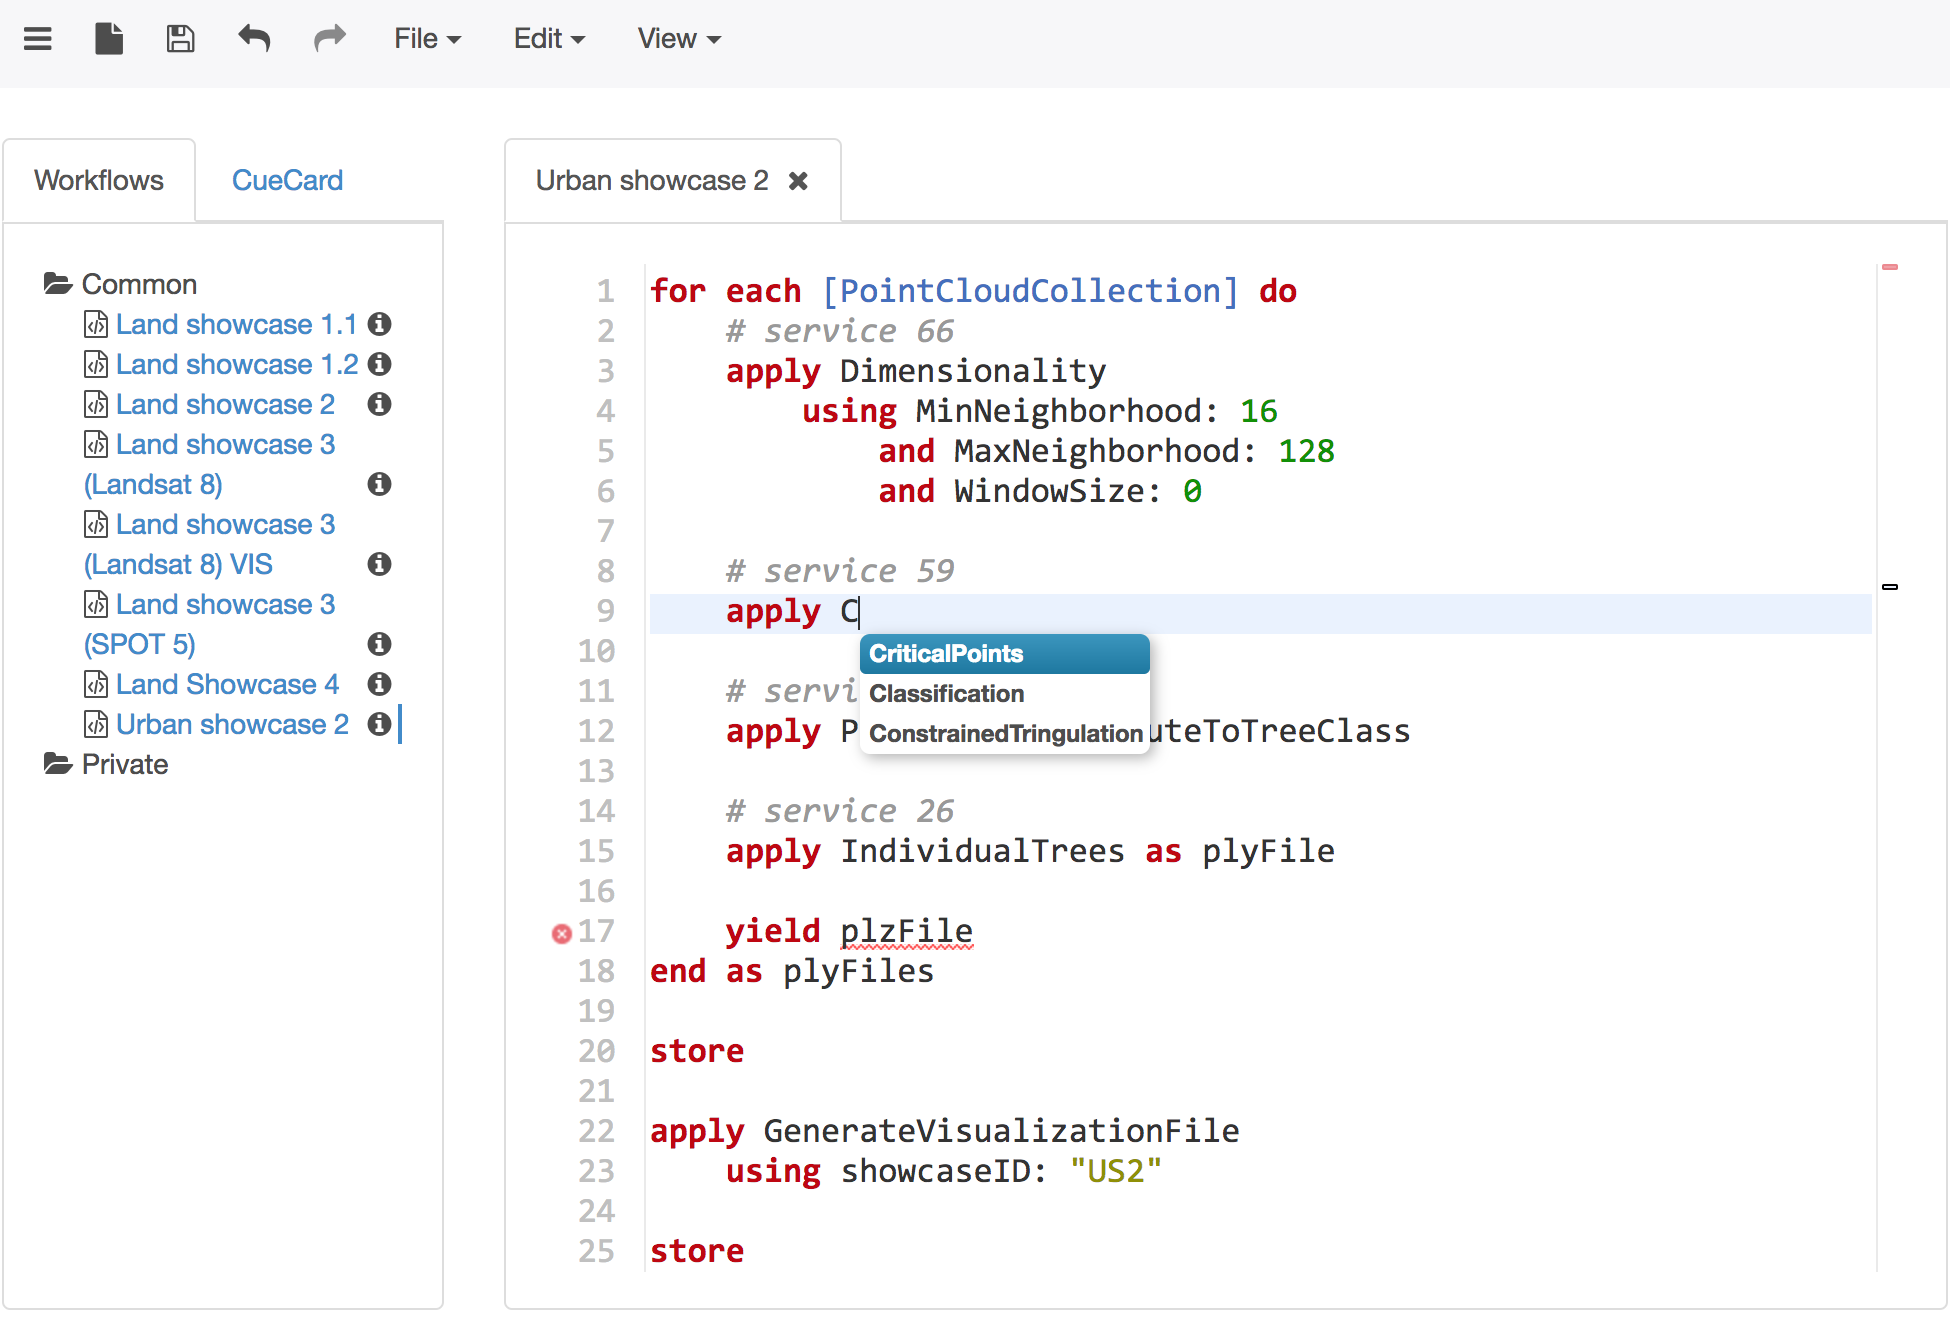 File Edit View
Workflows CueCard
Urban showcase 2
Common
Land showcase 1.1
Land showcase 1.2
Land showcase 2
Land showcase 3
(Landsat 8)
Land showcase 3
(Landsat 8) VIS
Land showcase 3
(SPOT 5)
Land Showcase 4
Urban showcase 2
Private
1 for each [PointCloudCollection] do
2 # service 66
3 apply Dimensionality
4 using MinNeighborhood: 16
5 and MaxNeighborhood: 128
6 and WindowSize: 0
7
8 # service 59
9 apply C
CriticalPoints
Classification
ConstrainedTringulation
10
11 # servi
12 apply P uteToTreeClass
13
14 # service 26
15 apply IndividualTrees as plyFile
16
17 yield plzFile
18 end as plyFiles
19
20 store
21
22 apply GenerateVisualizationFile
23 using showcaseID: "US2"
24
25 store